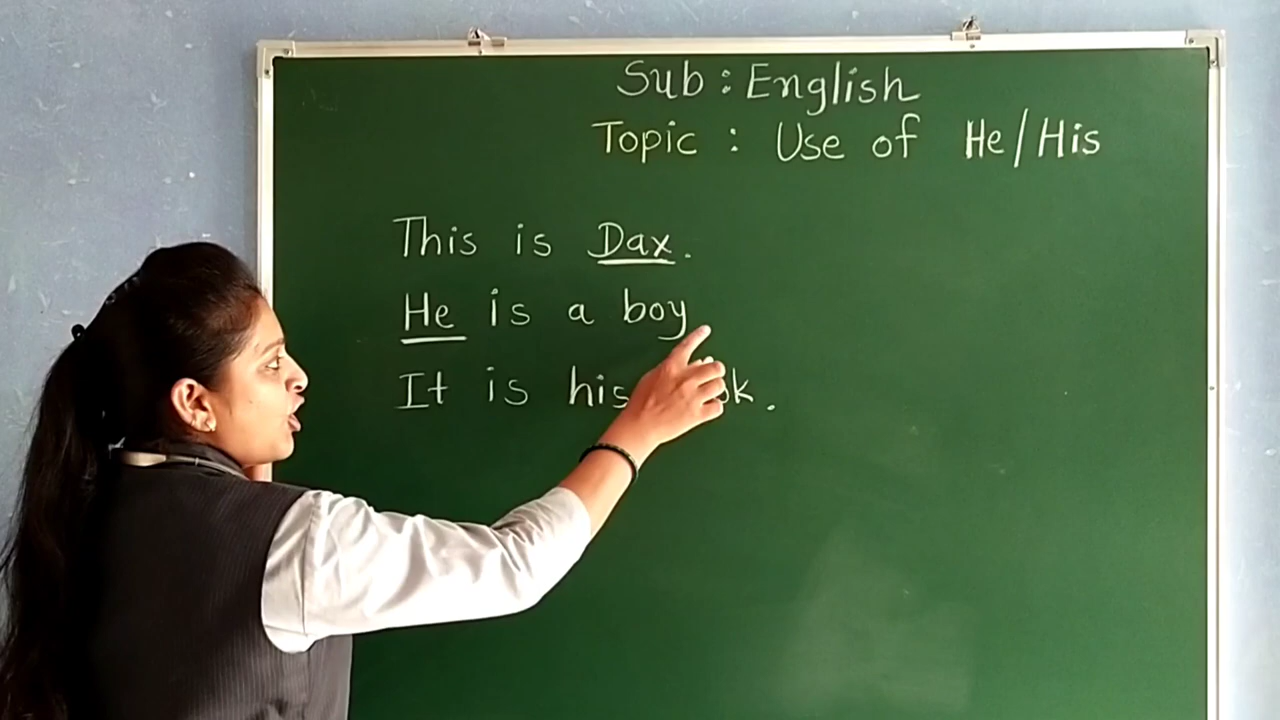 Sub : English
Topic : Use of He/His
This is Dax.
He is a boy
It is his